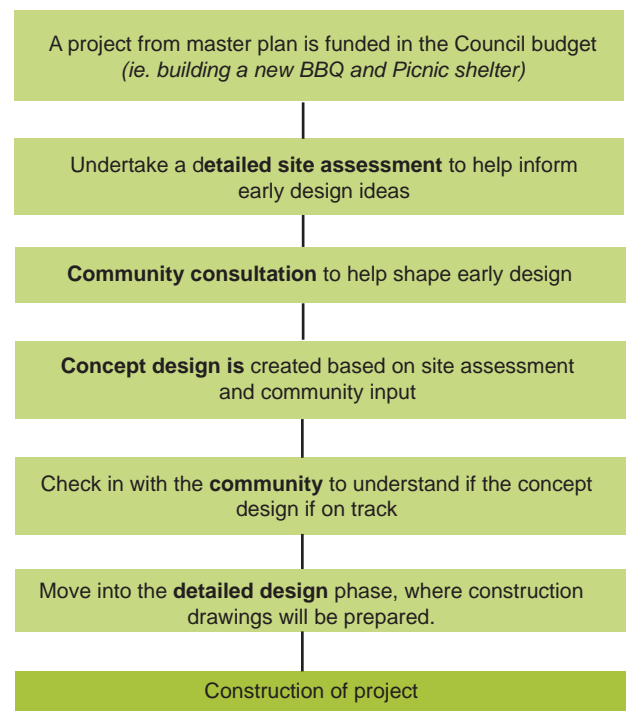 A project from master plan is funded in the Council budget
(ie. building a new BBQ and Picnic shelter)
Undertake a detailed site assessment to help inform
early design ideas
Community consultation to help shape early design
Concept design is created based on site assessment
and community input
Check in with the community to understand if the concept
design if on track
Move into the detailed design phase, where construction
drawings will be prepared.
Construction of project